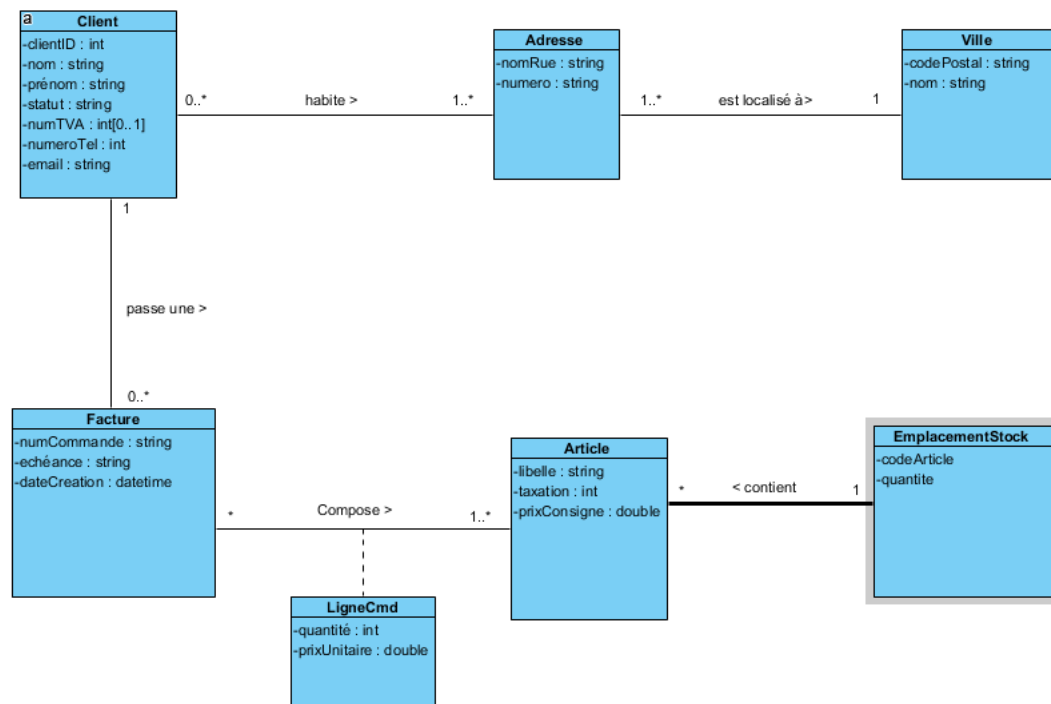 a
Client
-clientID : int
-nom : string
-prénom : string
-statut : string
-numTVA : int[0..1]
-numeroTel : int
-email : string
0..*
habite >
1..*
Adresse
-nomRue : string
-numero : string
1..*
est localisé à>
1
Ville
-codePostal : string
-nom : string
1
passe une >
0..*
Facture
-numCommande : string
-echéance : string
-dateCreation : datetime
*
Compose >
1..*
Article
-libelle : string
-taxation : int
-prixConsigne : double
*
< contient
1
EmplacementStock
-codeArticle
-quantite
LigneCmd
-quantité : int
-prixUnitaire : double